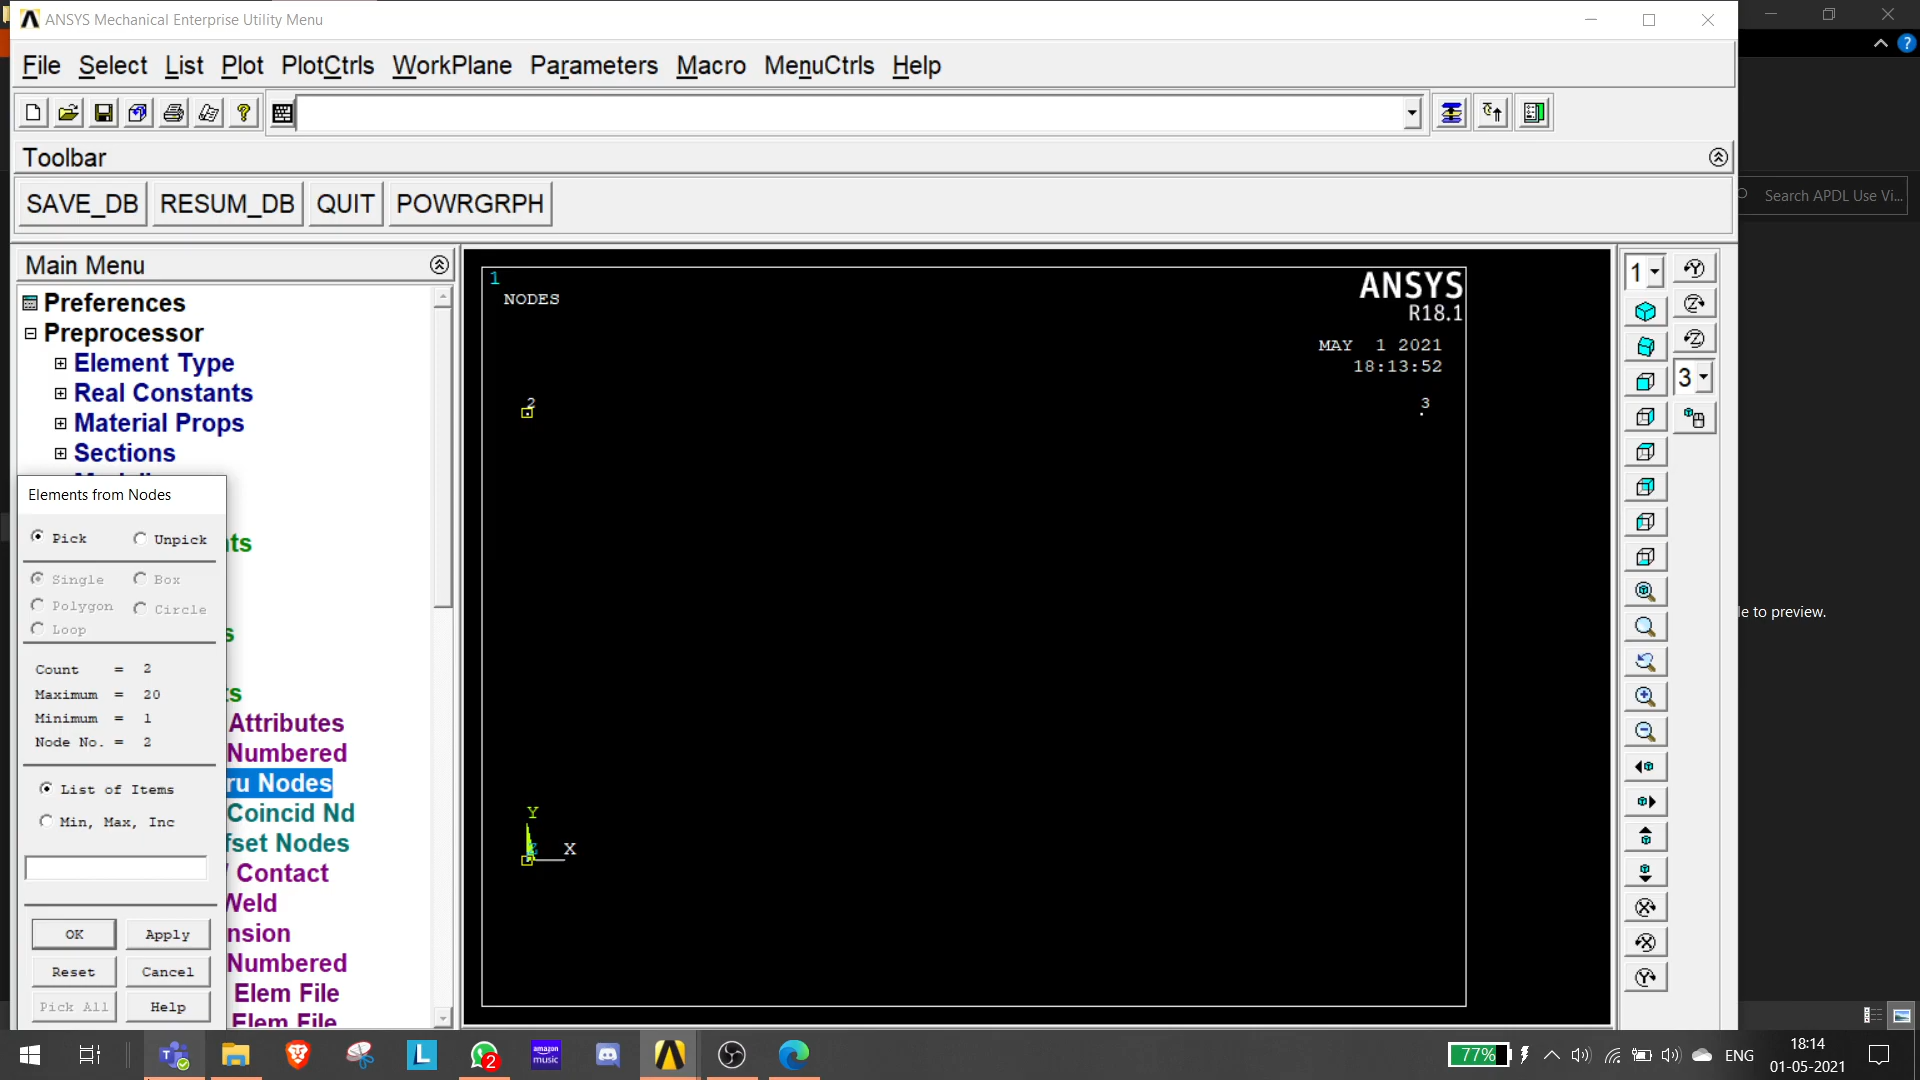 ANSYS Mechanical Enterprise Utility Menu
File Select List Plot PlotCtrls WorkPlane Parameters Macro MenuCtrls Help
Toolbar
SAVE_DB RESUM_DB QUIT POWRGRPH
Search APDL Use Vi...
Main Menu
Preferences
Preprocessor
Element Type
Real Constants
Material Props
Sections
Elements from Nodes
Pick Unpick
Single Box
Polygon Circle
Loop
Count = 2
Maximum = 20
Minimum = 1
Node No. = 2
List of Items
Min, Max, Inc
OK Apply
Reset Cancel
Pick All Help
nts
s
ts
Attributes
Numbered
ru Nodes
Coincid Nd
fset Nodes
Contact
Weld
nsion
Numbered
Elem File
Elem File
1
NODES
ANSYS
R18.1
MAY 1 2021
18:13:52
2
3
Y
Z X
1
3
le to preview.
L
2
amazon
music
77%
ENG
18:14
01-05-2021